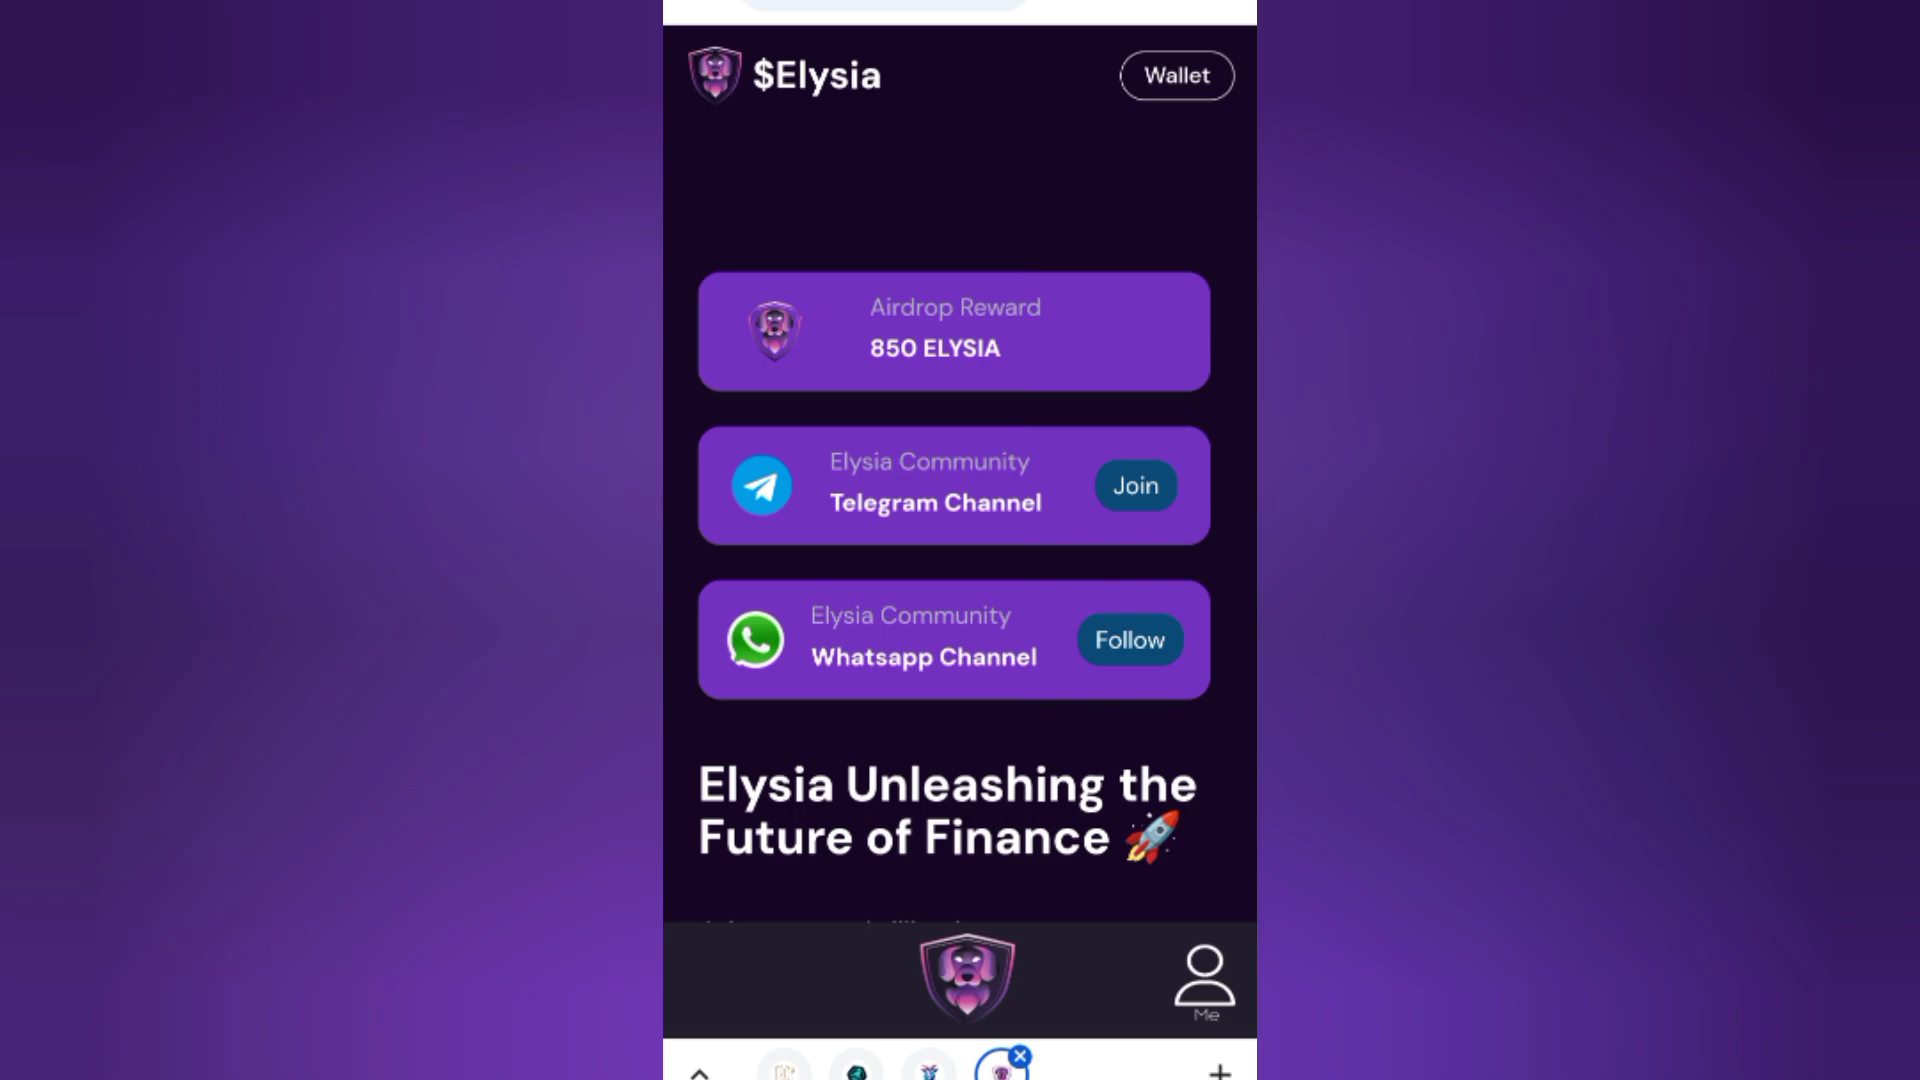 $Elysia
Wallet
Airdrop Reward
850 ELYSIA
Elysia Community
Telegram Channel
Join
Elysia Community
Whatsapp Channel
Follow
Elysia Unleashing the
Future of Finance 🚀
Me